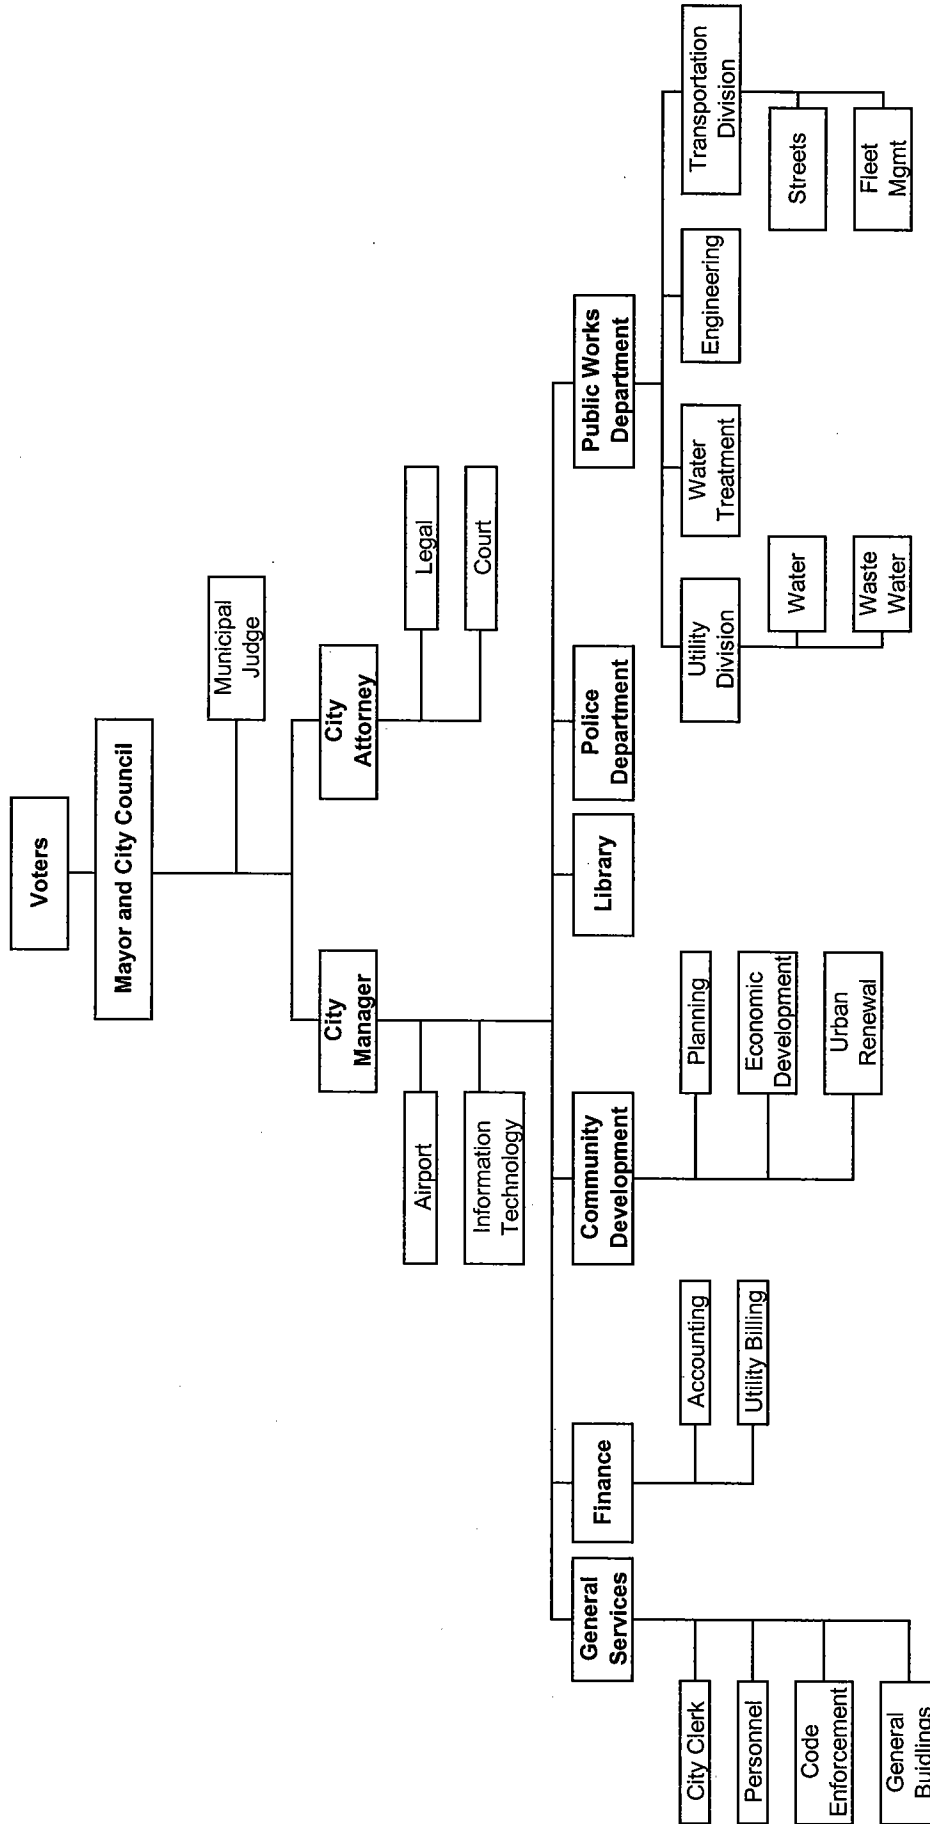 Voters
Mayor and City Council
Municipal
Judge
City
Manager
City
Attorney
Airport
Information
Technology
Legal
Court
General
Services
Finance
Community
Development
Library
Police
Department
Public Works
Department
City Clerk
Personnel
Code
Enforcement
General
Buidlings
Accounting
Utility Billing
Planning
Economic
Development
Urban
Renewal
Utility
Division
Water
Treatment
Engineering
Transportation
Division
Water
Waste
Water
Streets
Fleet
Mgmt